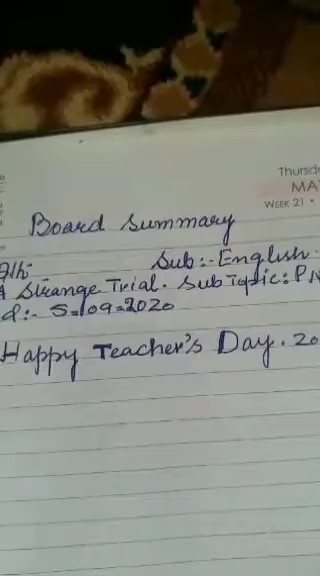 Thursd
MA
WEEK 21 •
Board Summary
9th Sub:- English.
A Strange Trial. Sub Topic: PN
d:- 5-09-2020
Happy Teacher's Day. 20